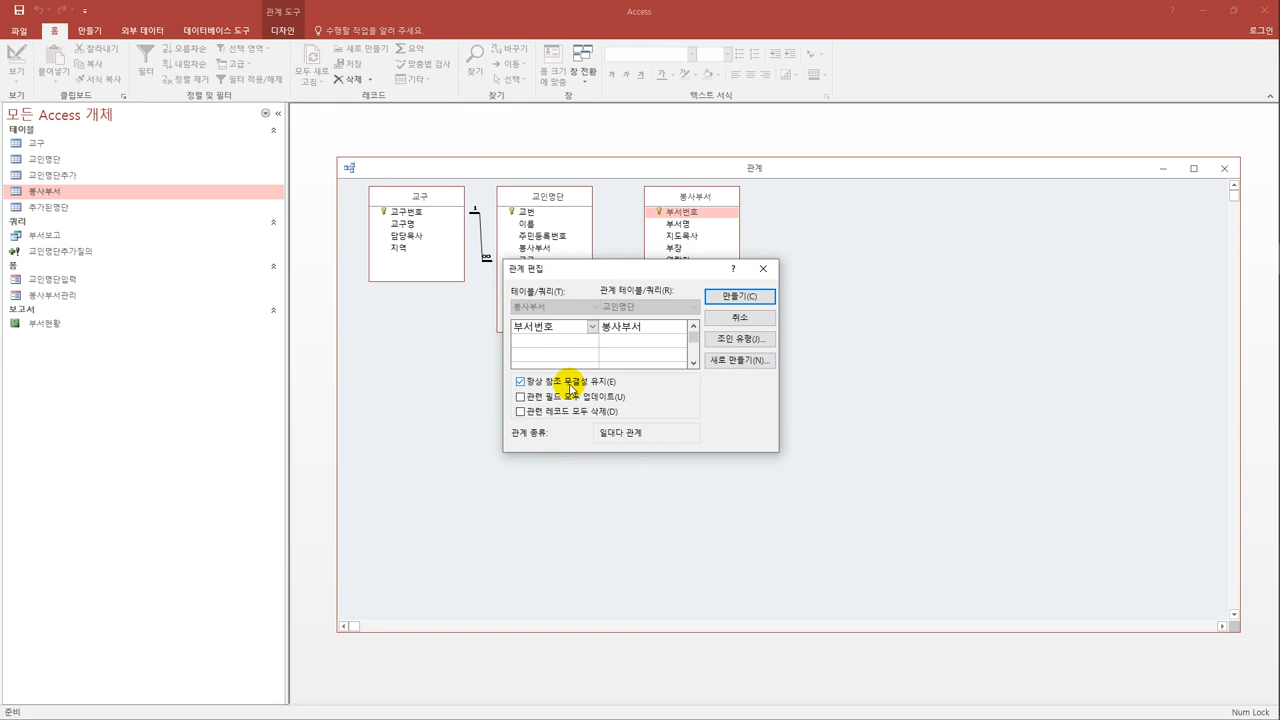 관계 도구
Access
파일
홈
만들기
외부 데이터
데이터베이스 도구
디자인
수행할 작업을 알려 주세요.
로그인
보기
붙여넣기
잘라내기
복사
서식 복사
필터
오름차순
내림차순
정렬 제거
선택 영역
고급
필터 적용/해제
모두 새로 고침
새로 만들기
저장
삭제
요약
맞춤법 검사
기타
찾기
바꾸기
이동
선택
폼 크기에 맞춤
창 전환
가
가
가
보기
클립보드
정렬 및 필터
레코드
찾기
창
텍스트 서식
모든 Access 개체
테이블
교구
교인명단
교인명단추가
봉사부서
추가된명단
쿼리
부서보고
교인명단추가질의
폼
교인명단입력
봉사부서관리
보고서
부서현황
관계
교구
교구번호
교구명
담당목사
지역
1
∞
교인명단
교번
이름
주민등록번호
봉사부서
봉사부서
부서번호
부서명
지도목사
부장
관계 편집
?
테이블/쿼리(T):
관계 테이블/쿼리(R):
봉사부서
교인명단
부서번호
봉사부서
만들기(C)
취소
조인 유형(J)...
새로 만들기(N)...
항상 참조 무결성 유지(E)
관련 필드 모두 업데이트(U)
관련 레코드 모두 삭제(D)
관계 종류:
일대다 관계
준비
Num Lock